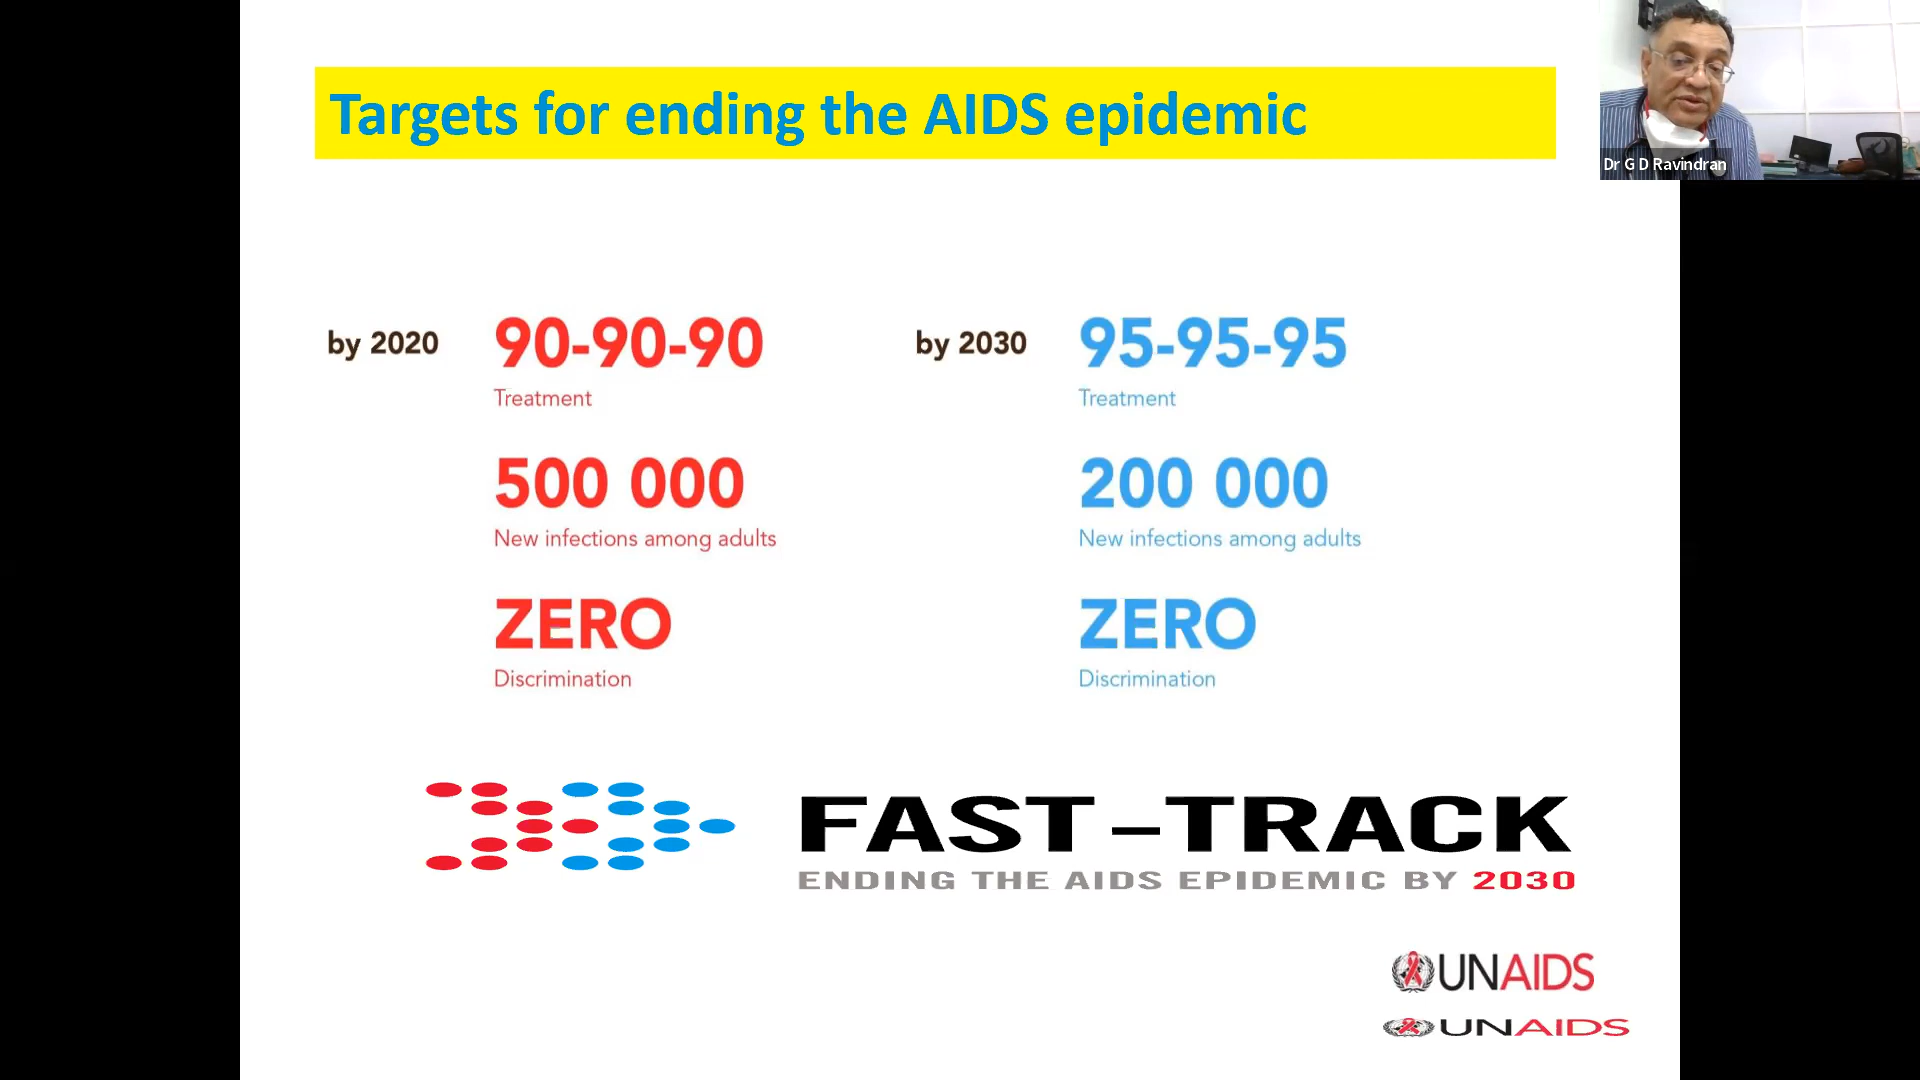 Targets for ending the AIDS epidemic
Dr G D Ravindran
by 2020
90-90-90
Treatment
500 000
New infections among adults
ZERO
Discrimination
by 2030
95-95-95
Treatment
200 000
New infections among adults
ZERO
Discrimination
FAST-TRACK
ENDING THE AIDS EPIDEMIC BY 2030
UNAIDS
UNAIDS